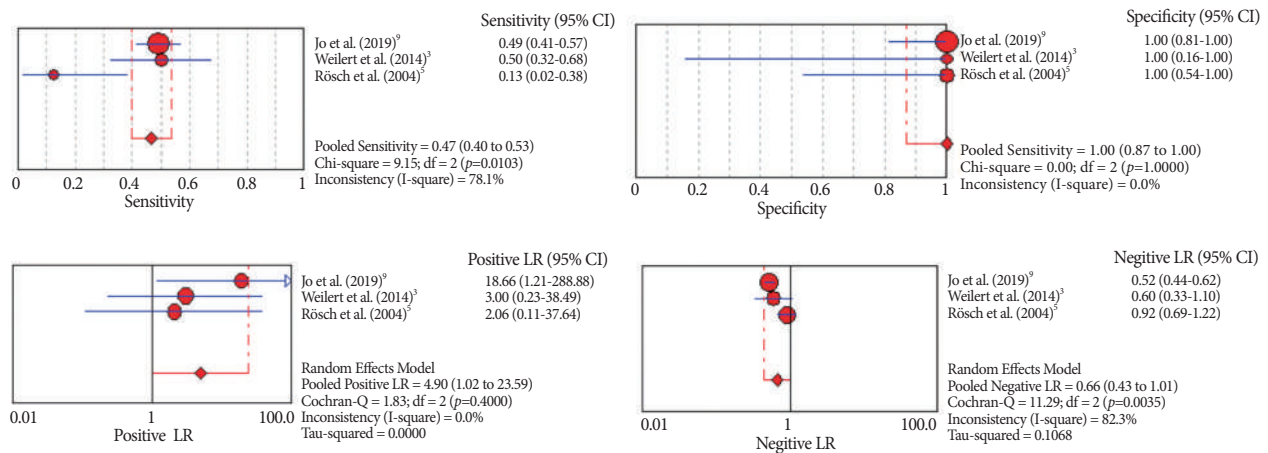 Sensitivity (95% CI)
Jo et al. (2019)⁹ 0.49 (0.41-0.57)
Weilert et al. (2014)³ 0.50 (0.32-0.68)
Rösch et al. (2004)⁵ 0.13 (0.02-0.38)
Pooled Sensitivity = 0.47 (0.40 to 0.53)
Chi-square = 9.15; df = 2 (p=0.0103)
Inconsistency (I-square) = 78.1%
0 0.2 0.4 0.6 0.8 1
Sensitivity
Specificity (95% CI)
Jo et al. (2019)⁹ 1.00 (0.81-1.00)
Weilert et al. (2014)³ 1.00 (0.16-1.00)
Rösch et al. (2004)⁵ 1.00 (0.54-1.00)
Pooled Sensitivity = 1.00 (0.87 to 1.00)
Chi-square = 0.00; df = 2 (p=1.0000)
Inconsistency (I-square) = 0.0%
0.2 0.4 0.6 0.8 1
Specificity
Positive LR (95% CI)
Jo et al. (2019)⁹ 18.66 (1.21-288.88)
Weilert et al. (2014)³ 3.00 (0.23-38.49)
Rösch et al. (2004)⁵ 2.06 (0.11-37.64)
Random Effects Model
Pooled Positive LR = 4.90 (1.02 to 23.59)
Cochran-Q = 1.83; df = 2 (p=0.4000)
Inconsistency (I-square) = 0.0%
Tau-squared = 0.0000
0.01 1 100.0
Positive LR
Negitive LR (95% CI)
Jo et al. (2019)⁹ 0.52 (0.44-0.62)
Weilert et al. (2014)³ 0.60 (0.33-1.10)
Rösch et al. (2004)⁵ 0.92 (0.69-1.22)
Random Effects Model
Pooled Negative LR = 0.66 (0.43 to 1.01)
Cochran-Q = 11.29; df = 2 (p=0.0035)
Inconsistency (I-square) = 82.3%
Tau-squared = 0.1068
0.01 1 100.0
Negitive LR